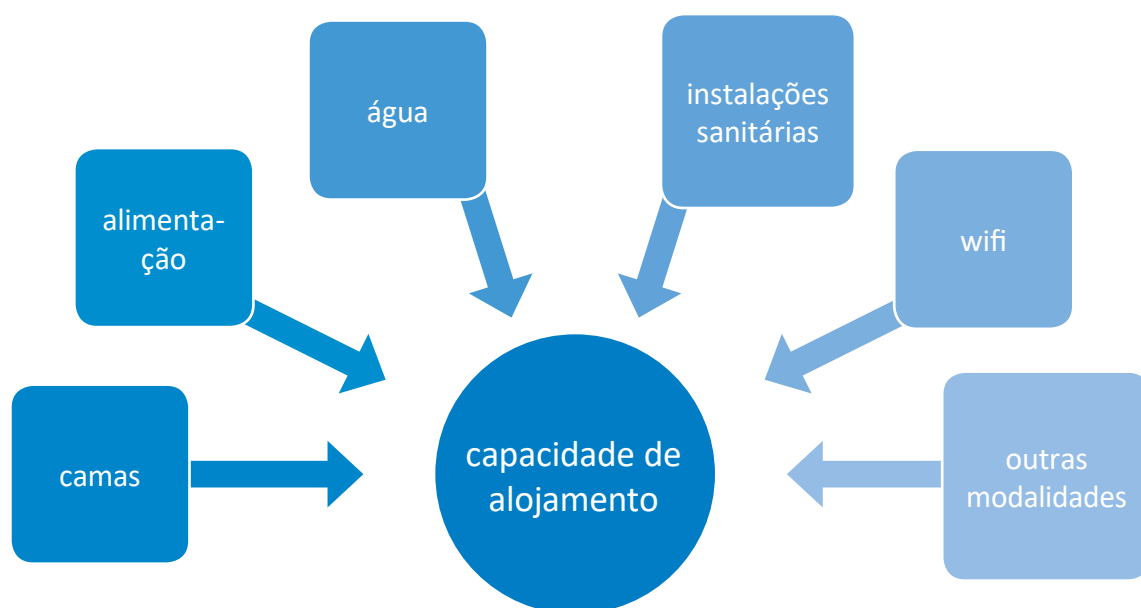 água
instalações
sanitárias
alimenta-
ção
wifi
camas
capacidade de
alojamento
outras
modalidades